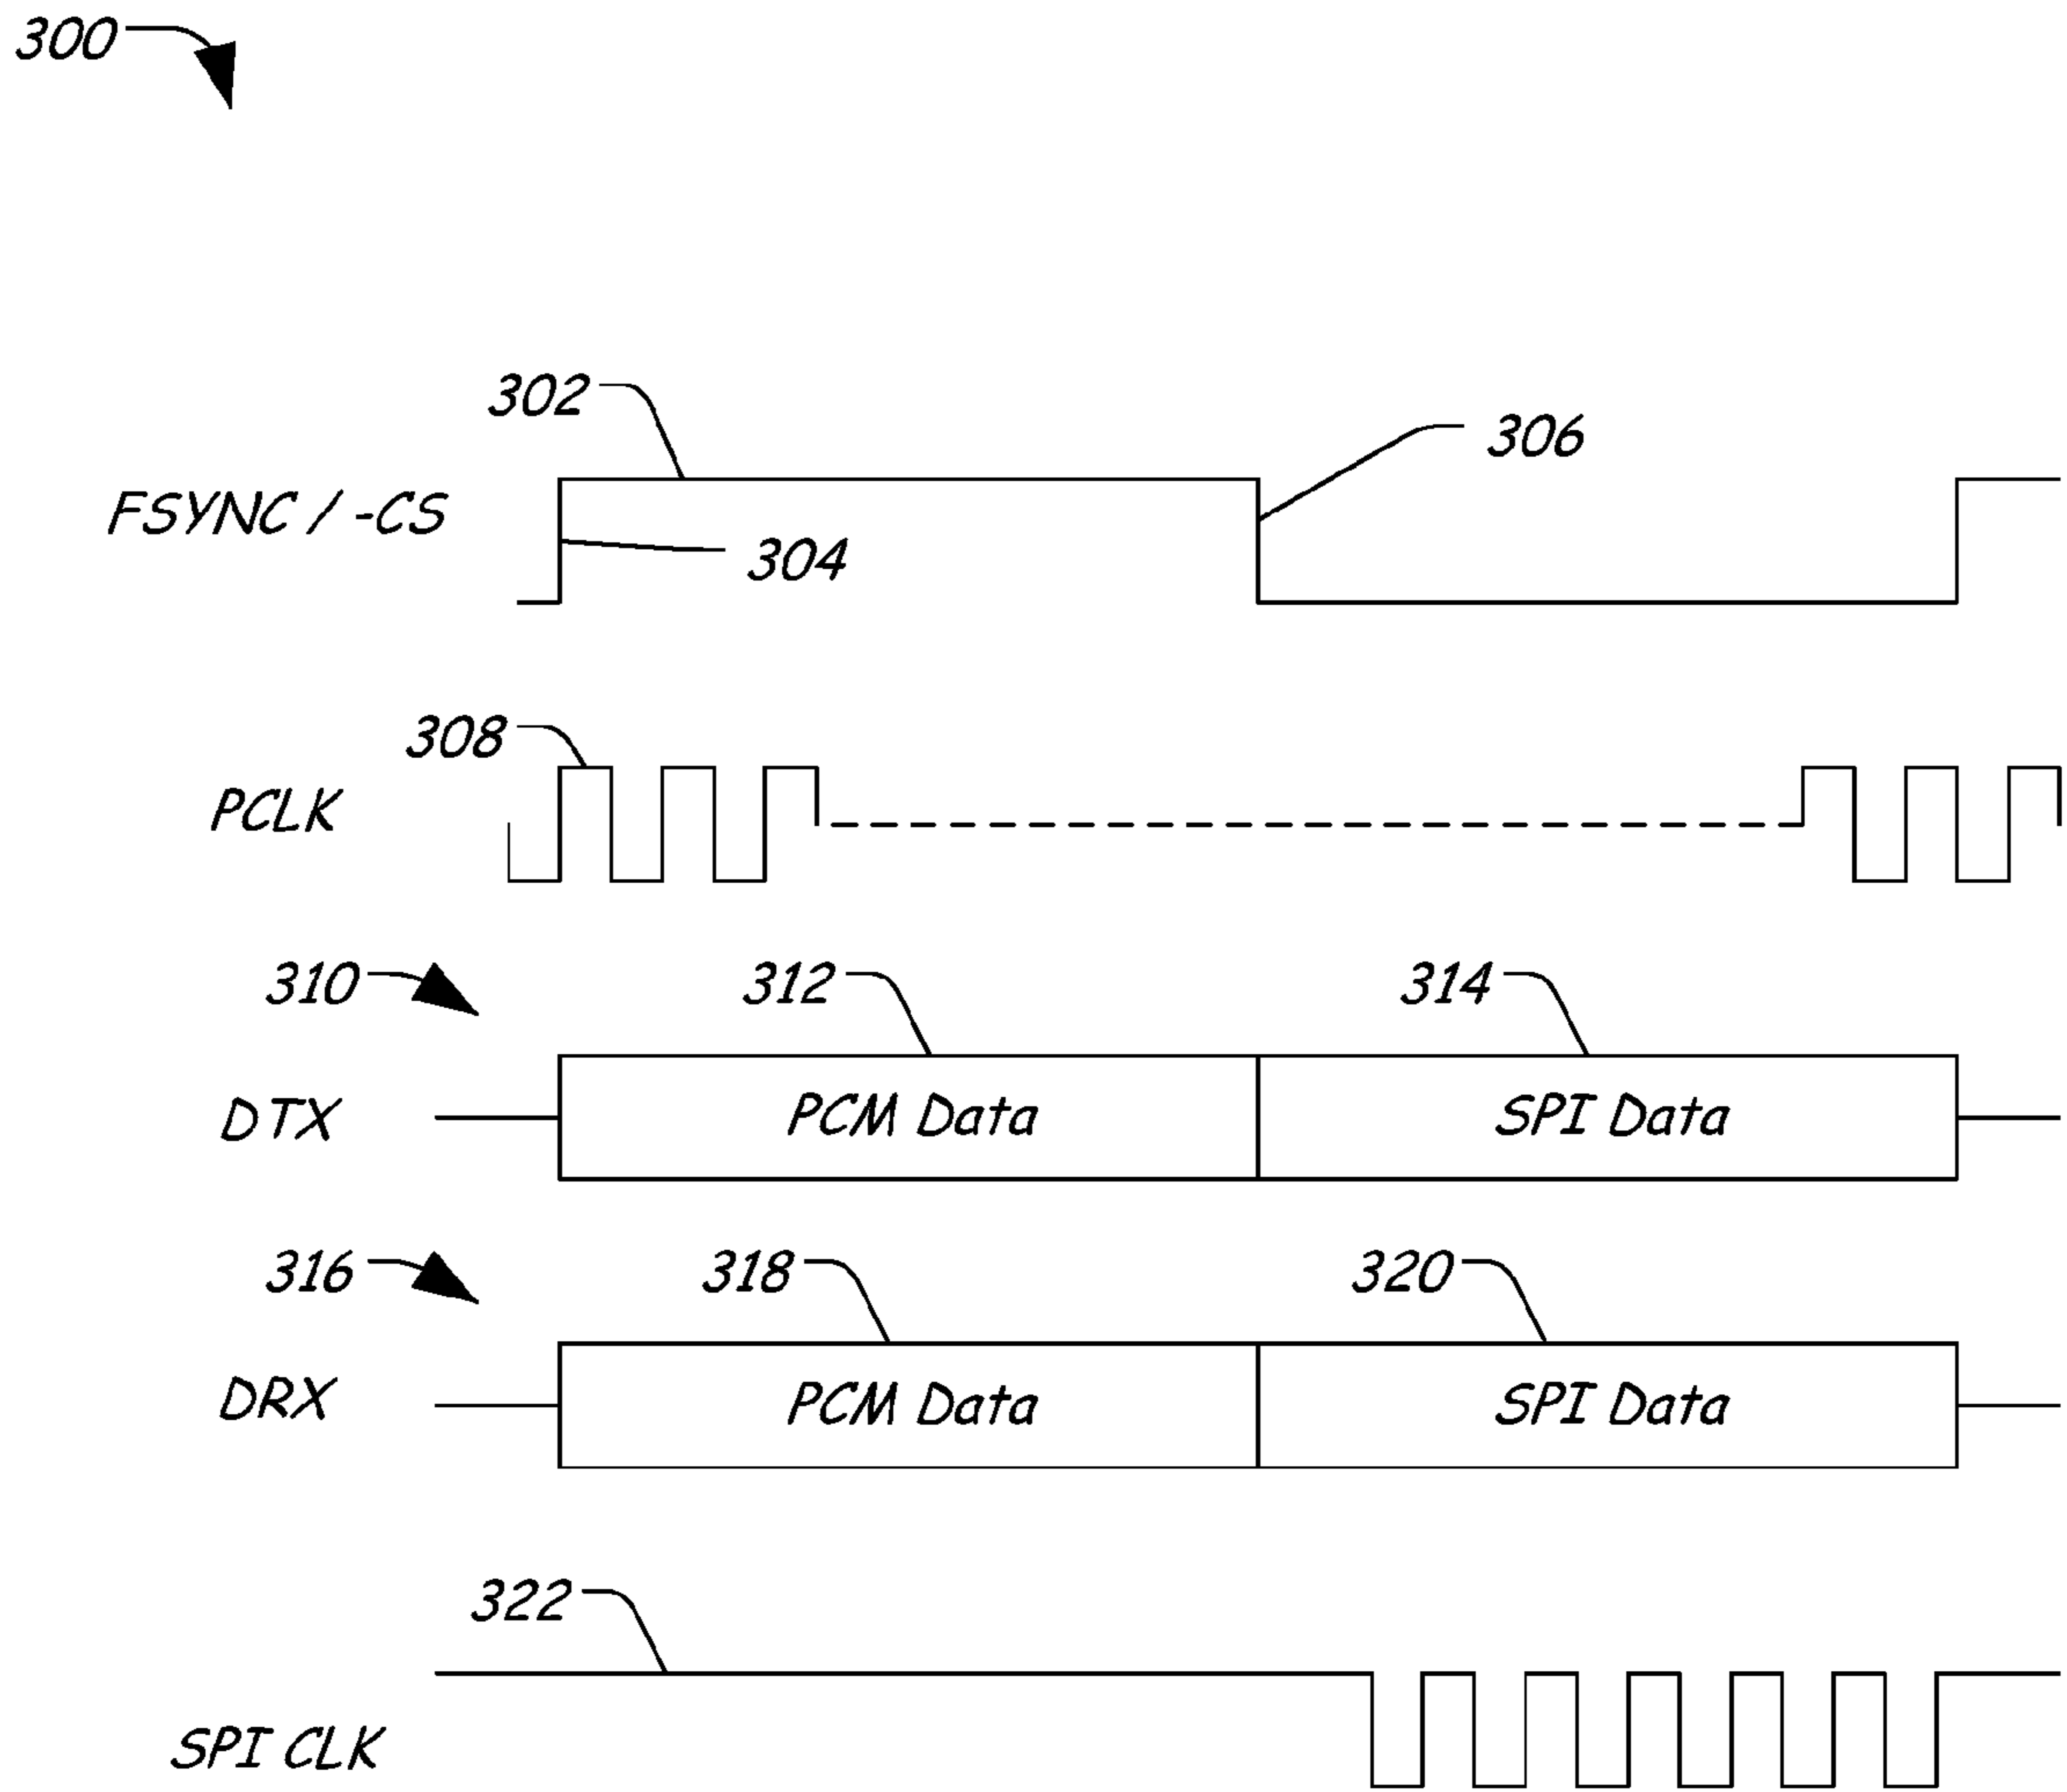 300
302
306
FSYNC / -CS
304
308
PCLK
310
312
314
DTX
PCM Data
SPI Data
316
318
320
DRX
PCM Data
SPI Data
322
SPI CLK